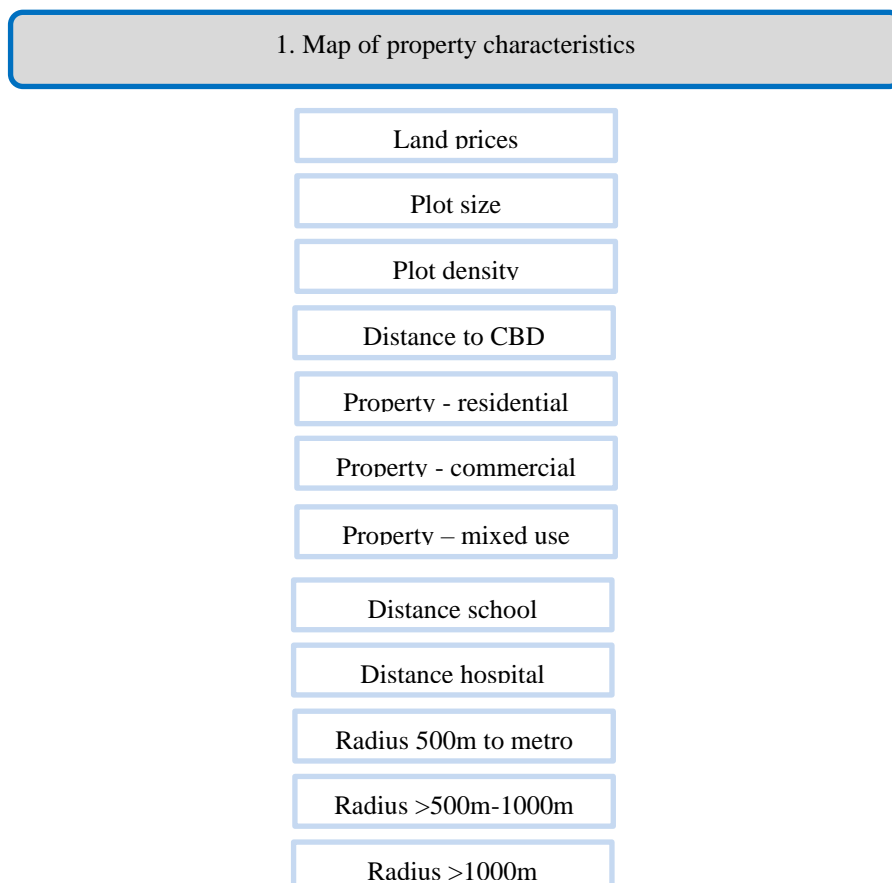 1. Map of property characteristics
Land prices
Plot size
Plot density
Distance to CBD
Property - residential
Property - commercial
Property – mixed use
Distance school
Distance hospital
Radius 500m to metro
Radius >500m-1000m
Radius >1000m